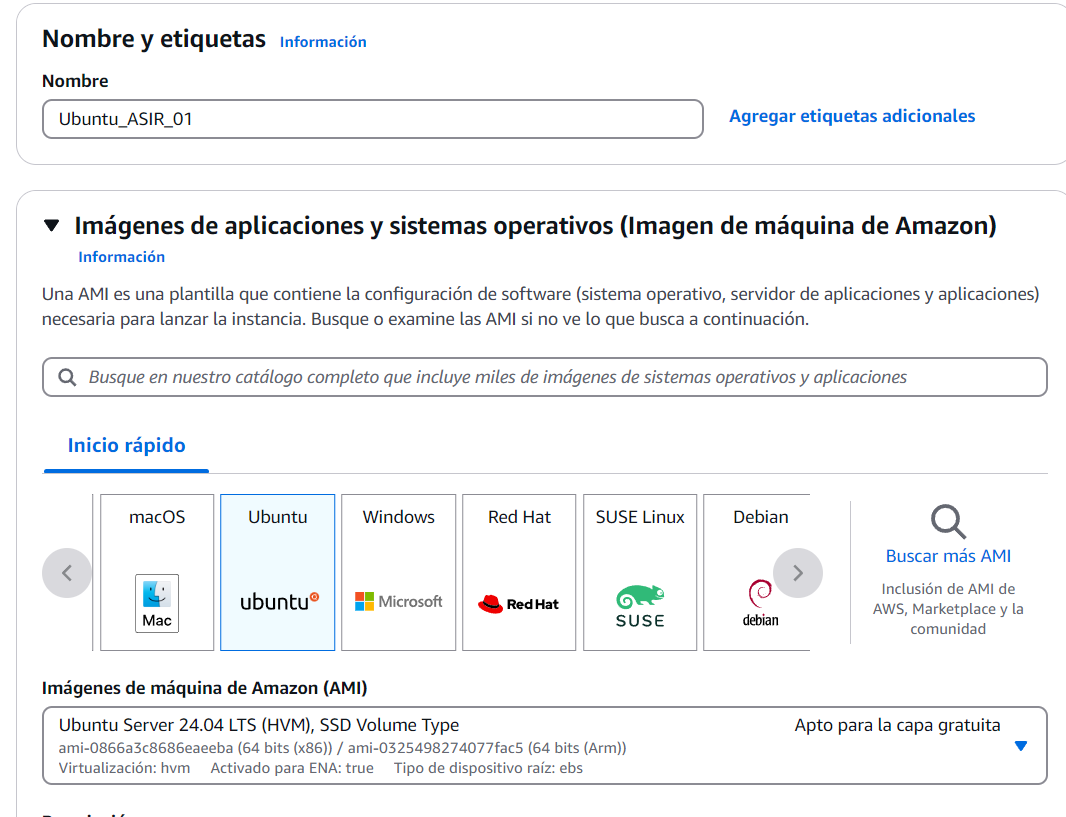 Nombre y etiquetas Información
Nombre
Ubuntu_ASIR_01
Agregar etiquetas adicionales
Imágenes de aplicaciones y sistemas operativos (Imagen de máquina de Amazon)
Información
Una AMI es una plantilla que contiene la configuración de software (sistema operativo, servidor de aplicaciones y aplicaciones)
necesaria para lanzar la instancia. Busque o examine las AMI si no ve lo que busca a continuación.
Busque en nuestro catálogo completo que incluye miles de imágenes de sistemas operativos y aplicaciones
Inicio rápido
macOS
Mac
Ubuntu
ubuntu
Windows
Microsoft
Red Hat
Red Hat
SUSE Linux
SUSE
Debian
debian
Buscar más AMI
Inclusión de AMI de
AWS, Marketplace y la
comunidad
Imágenes de máquina de Amazon (AMI)
Ubuntu Server 24.04 LTS (HVM), SSD Volume Type
Apto para la capa gratuita
ami-0866a3c8686eaeeba (64 bits (x86)) / ami-0325498274077fac5 (64 bits (Arm))
Virtualización: hvm Activado para ENA: true Tipo de dispositivo raíz: ebs